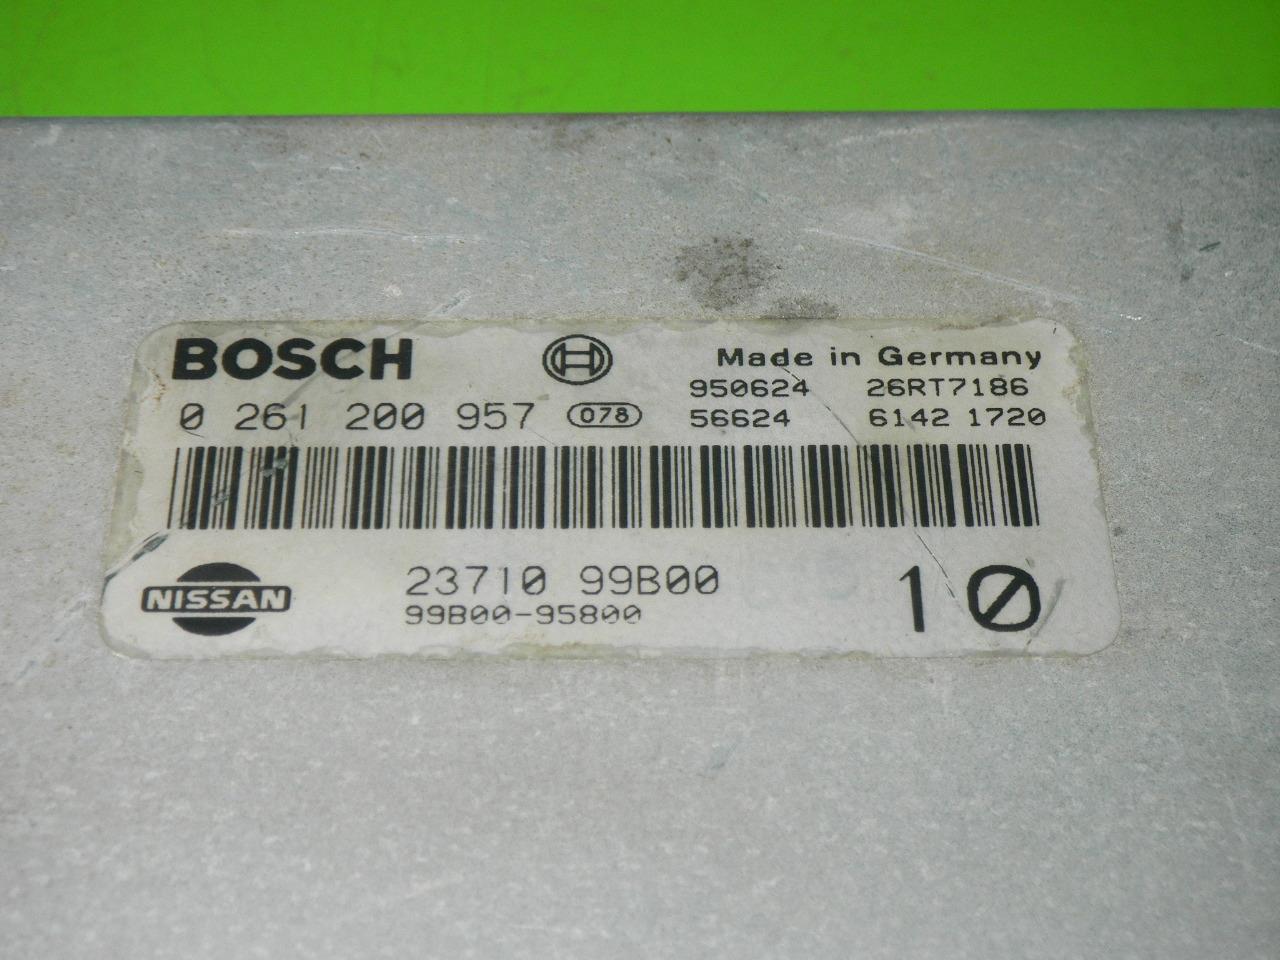 BOSCH Made in Germany
950624 26RT7186
0 261 200 957 078 56624 6142 1720
NISSAN 23710 99B00 10
99B00-95800